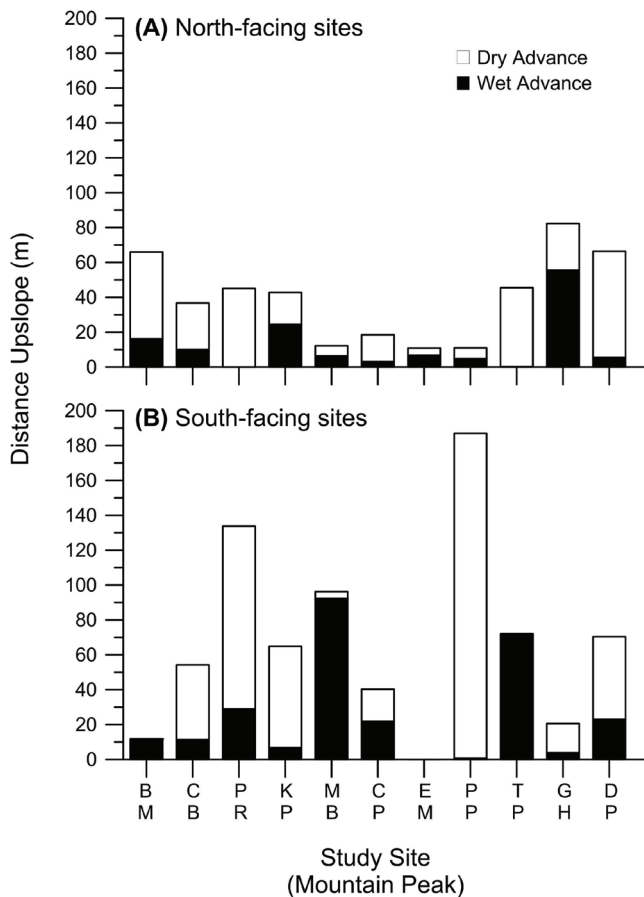 (A) North-facing sites
Dry Advance
Wet Advance
200
180
160
140
120
100
80
60
40
20
0
Distance Upslope (m)
(B) South-facing sites
200
180
160
140
120
100
80
60
40
20
0
B C P K M C E P T G D
M B R P B P M P P H P
Study Site
(Mountain Peak)